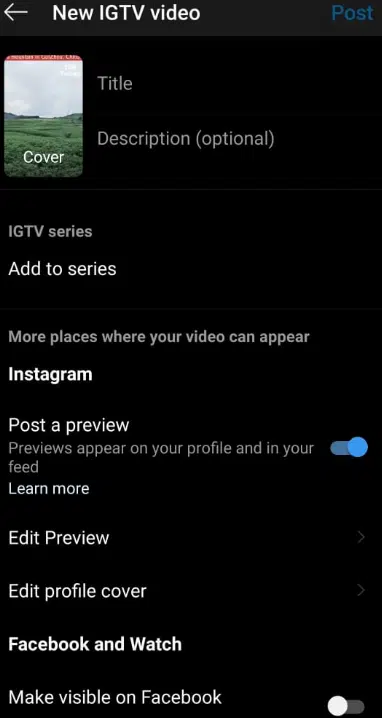 New IGTV video
Post
Title
Description (optional)
Cover
IGTV series
Add to series
More places where your video can appear
Instagram
Post a preview
Previews appear on your profile and in your
feed
Learn more
Edit Preview
Edit profile cover
Facebook and Watch
Make visible on Facebook